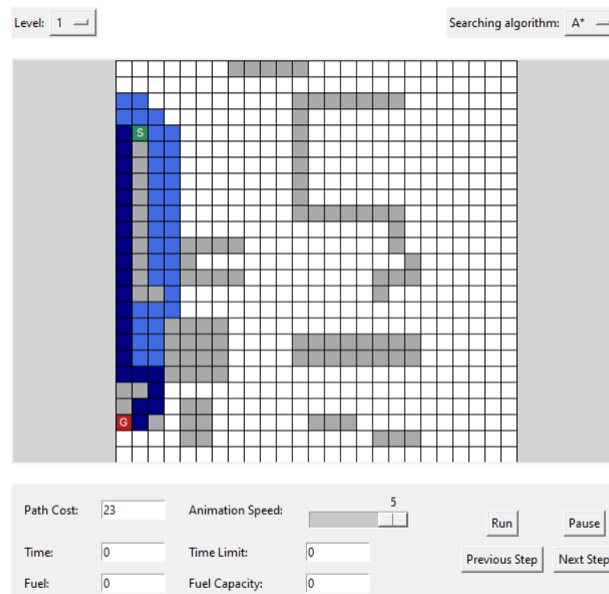 Level: 1 Searching algorithm: A*
S
G
5
Path Cost: 23 Animation Speed: Run Pause
Time: 0 Time Limit: 0 Previous Step Next Step
Fuel: 0 Fuel Capacity: 0